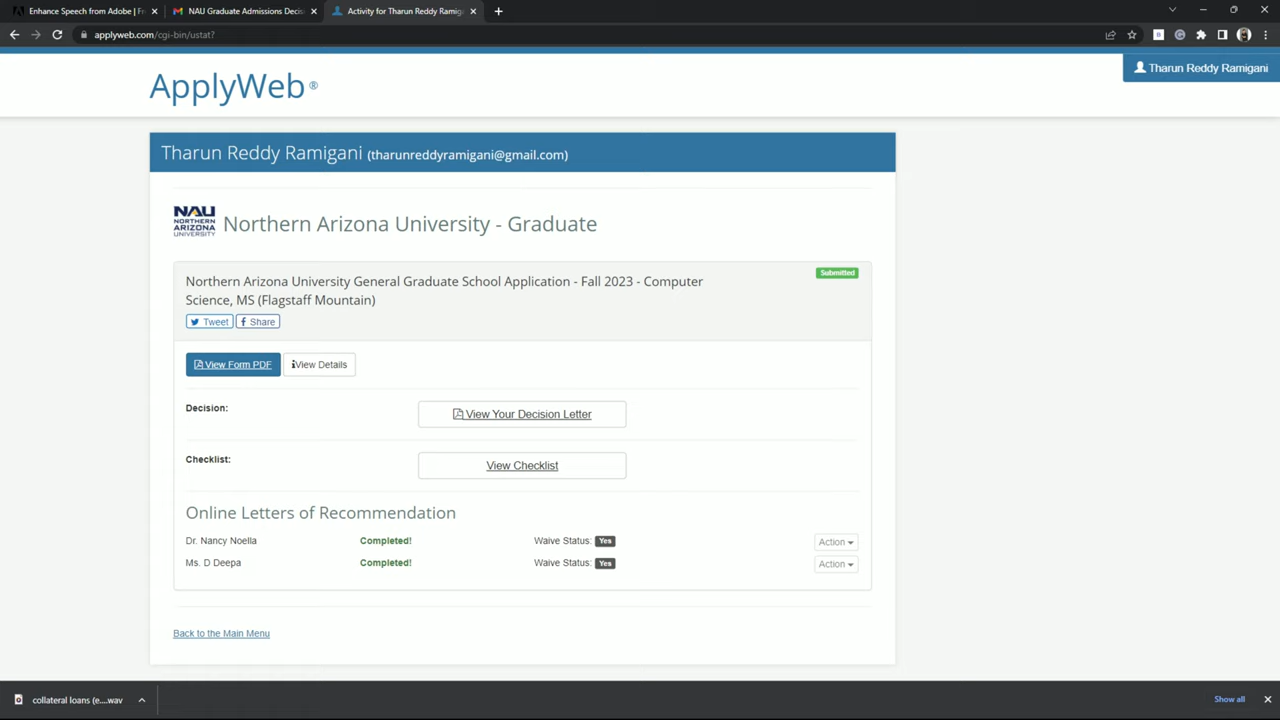 Enhance Speech from Adobe | Fr
NAU Graduate Admissions Decis
Activity for Tharun Reddy Ramiga
applyweb.com/cgi-bin/ustat?
Tharun Reddy Ramigani
ApplyWeb ®
Tharun Reddy Ramigani (tharunreddyramigani@gmail.com)
NAU
NORTHERN
ARIZONA
UNIVERSITY
Northern Arizona University - Graduate
Northern Arizona University General Graduate School Application - Fall 2023 - Computer
Science, MS (Flagstaff Mountain)
Submitted
Tweet Share
View Form PDF View Details
Decision: View Your Decision Letter
Checklist: View Checklist
Online Letters of Recommendation
Dr. Nancy Noella Completed! Waive Status: Yes Action
Ms. D Deepa Completed! Waive Status: Yes Action
Back to the Main Menu
collateral loans (e....wav
Show all